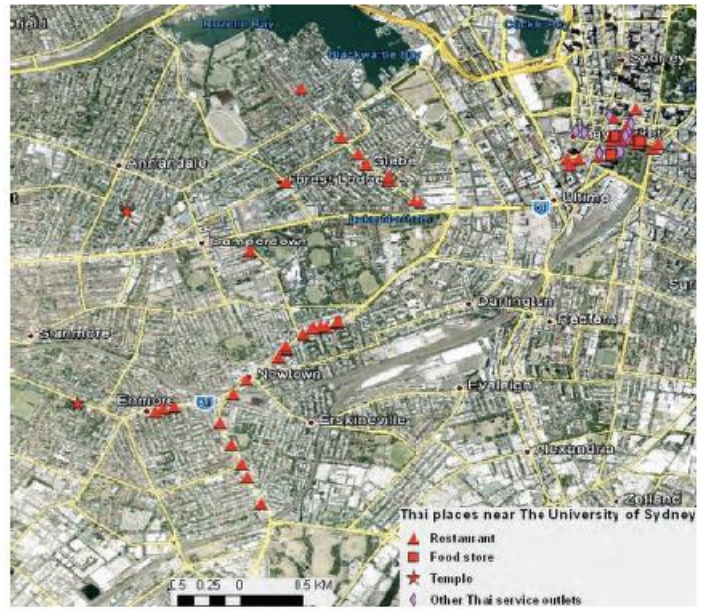 Rozelle Bay
Blackwattle Bay
Sydney
Annandale
Glebe
Forest Lodge
Ultimo
Camperdown
Darlington
Redfern
Stanmore
Newtown
Enmore
Eveleigh
Erskineville
Alexandria
Zetland
Thai places near The University of Sydney
Restaurant
Food store
Temple
Other Thai service outlets
0.5 0.25 0 0.5 KM